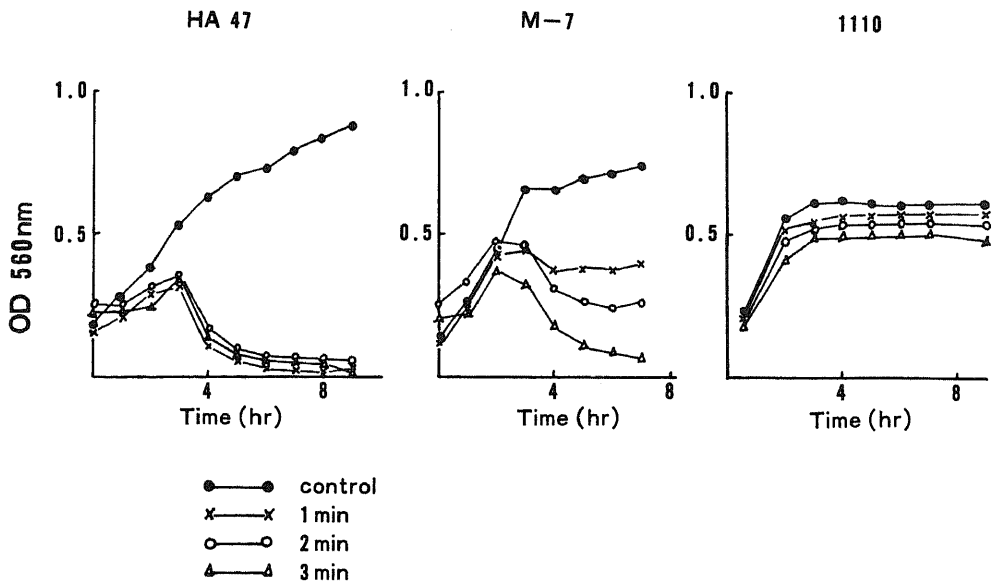 HA 47
M-7
1110
1.0
1.0
1.0
0.5
0.5
0.5
OD 560nm
4
8
4
8
4
8
Time (hr)
Time (hr)
Time (hr)
control
1 min
2 min
3 min